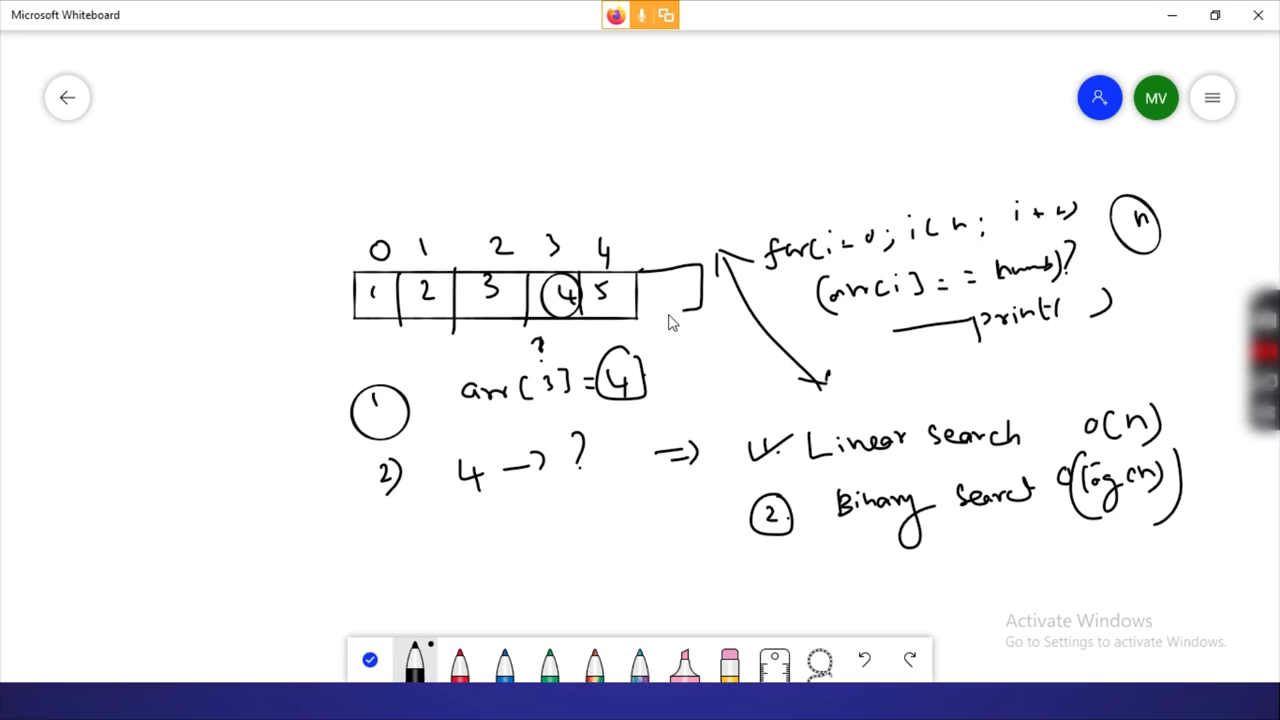 Microsoft Whiteboard
MV
0 1 2 3 4
1 2 3 4 5
for(i=0; i<n; i++)
n
(arr[i] == num)?
print( )
?
arr[3] = 4
1
2) 4 → ?
⇒ 1. Linear search O(n)
2. Binary search O(log(n))
Activate Windows
Go to Settings to activate Windows.